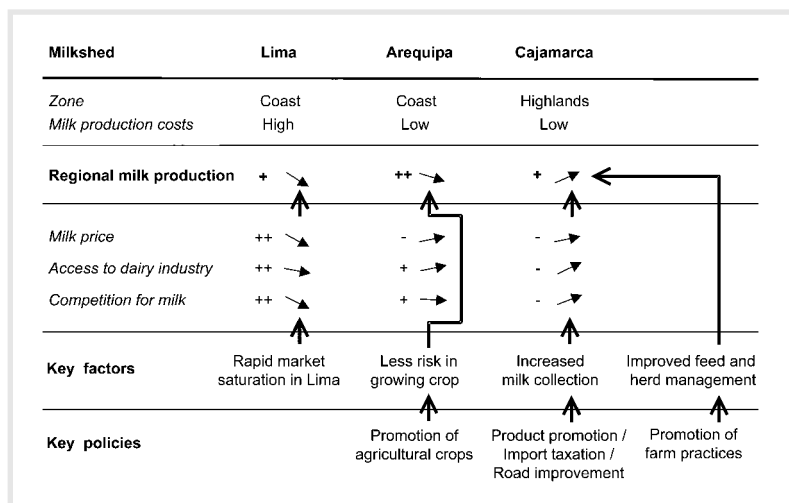 Milkshed Lima Arequipa Cajamarca
Zone Coast Coast Highlands
Milk production costs High Low Low
Regional milk production + ++ +
Milk price ++ - -
Access to dairy industry ++ + -
Competition for milk ++ + -
Key factors
Rapid market
saturation in Lima
Less risk in
growing crop
Increased
milk collection
Improved feed and
herd management
Key policies
Promotion of
agricultural crops
Product promotion /
Import taxation /
Road improvement
Promotion of
farm practices